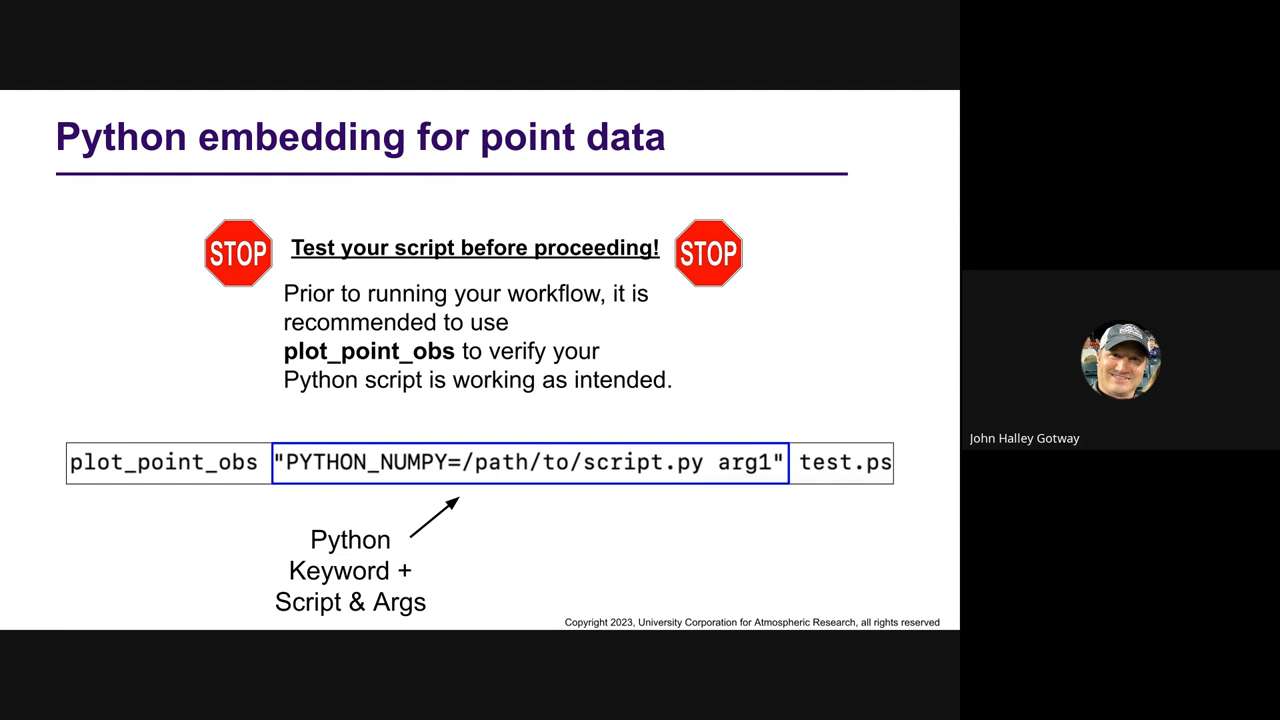 Python embedding for point data
STOP Test your script before proceeding! STOP
Prior to running your workflow, it is
recommended to use
plot_point_obs to verify your
Python script is working as intended.
plot_point_obs "PYTHON_NUMPY=/path/to/script.py arg1" test.ps
Python
Keyword +
Script & Args
Copyright 2023, University Corporation for Atmospheric Research, all rights reserved
John Halley Gotway